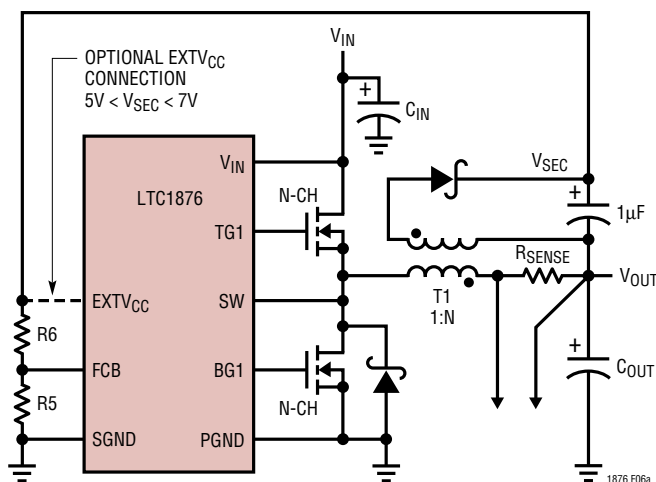 OPTIONAL EXTVCC
CONNECTION
5V < VSEC < 7V
VIN
+
CIN
VIN
LTC1876
N-CH
TG1
VSEC
+
1µF
RSENSE
VOUT
T1
1:N
EXTVCC
SW
R6
FCB
BG1
+
COUT
R5
N-CH
SGND
PGND
1876 F06a